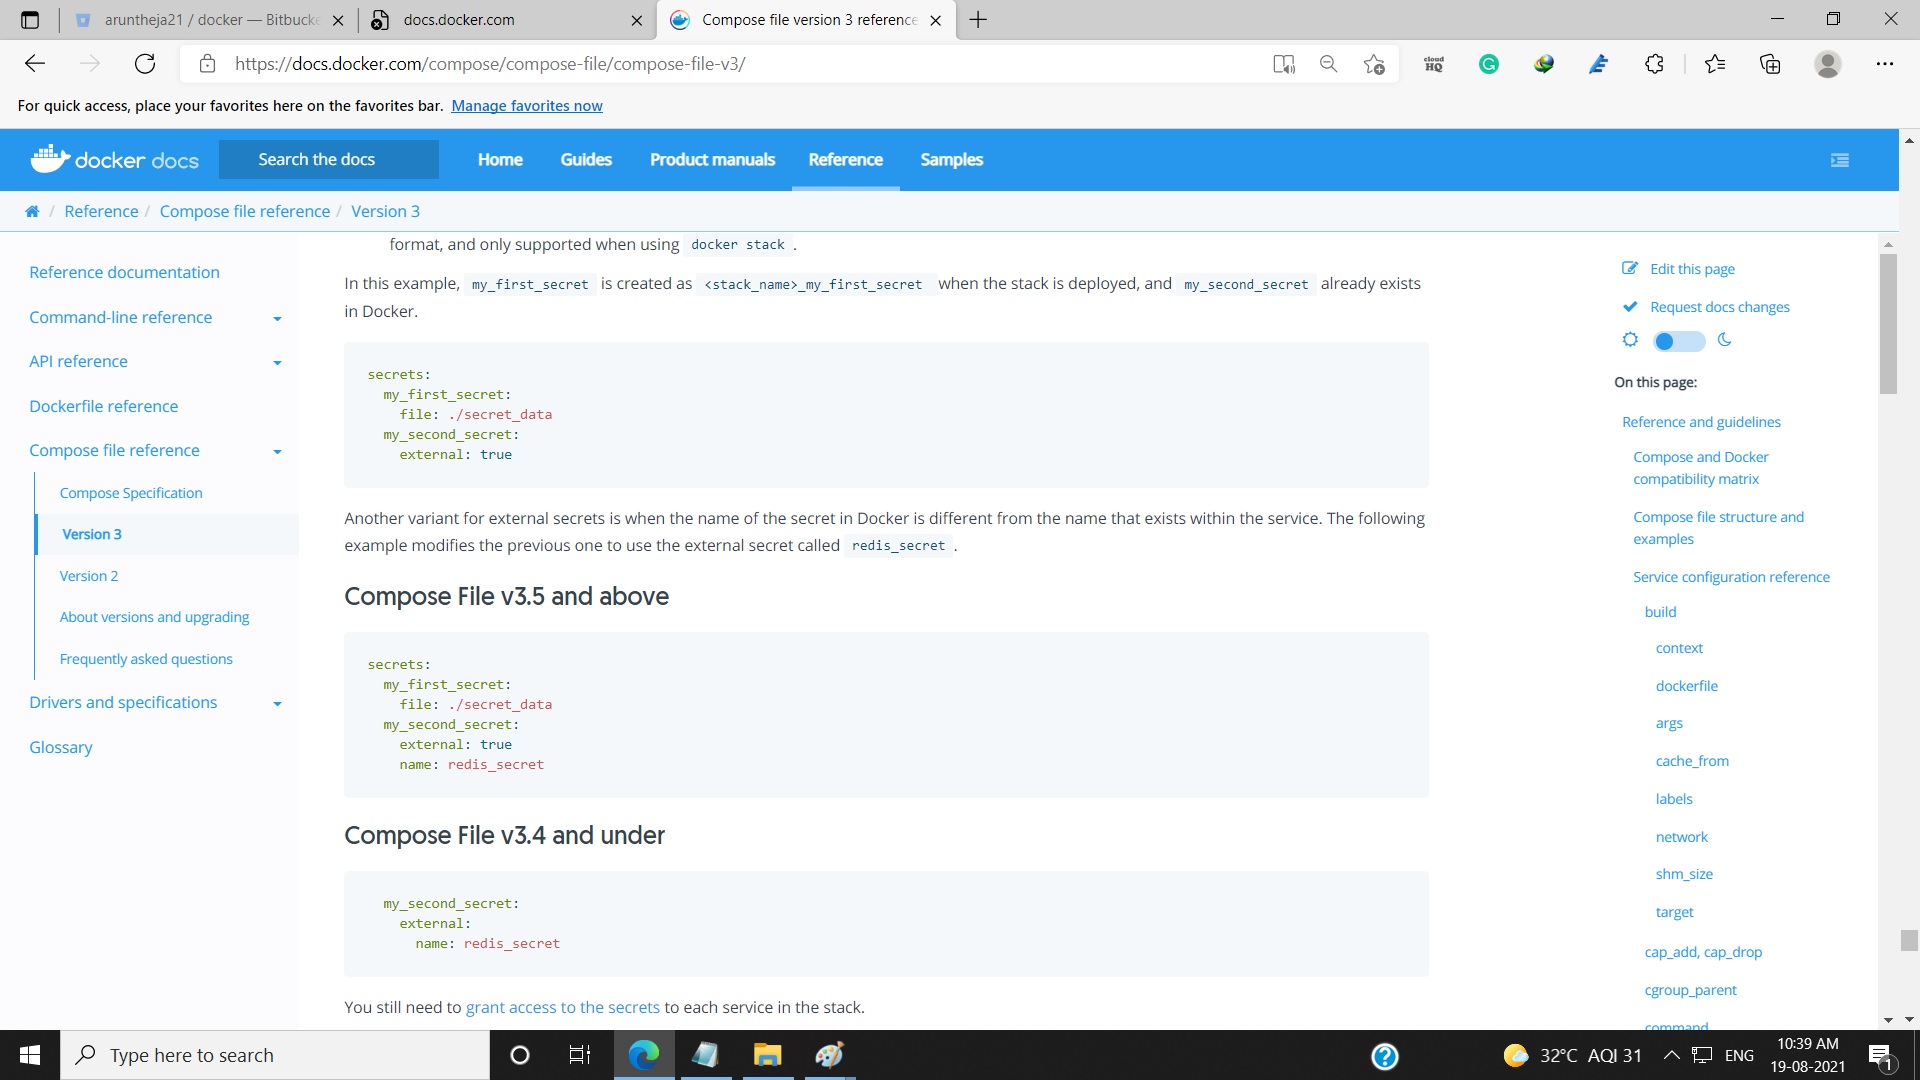 aruntheja21 / docker — Bitbucke
docs.docker.com
Compose file version 3 reference
https://docs.docker.com/compose/compose-file/compose-file-v3/
cloud
HQ
For quick access, place your favorites here on the favorites bar. Manage favorites now
docker docs
Search the docs
Home
Guides
Product manuals
Reference
Samples
/ Reference / Compose file reference / Version 3
Reference documentation
Command-line reference
API reference
Dockerfile reference
Compose file reference
Compose Specification
Version 3
Version 2
About versions and upgrading
Frequently asked questions
Drivers and specifications
Glossary
format, and only supported when using docker stack .
In this example, my_first_secret is created as <stack_name>_my_first_secret when the stack is deployed, and my_second_secret already exists
in Docker.
secrets:
my_first_secret:
file: ./secret_data
my_second_secret:
external: true
Another variant for external secrets is when the name of the secret in Docker is different from the name that exists within the service. The following
example modifies the previous one to use the external secret called redis_secret .
Compose File v3.5 and above
secrets:
my_first_secret:
file: ./secret_data
my_second_secret:
external: true
name: redis_secret
Compose File v3.4 and under
my_second_secret:
external:
name: redis_secret
You still need to grant access to the secrets to each service in the stack.
Edit this page
Request docs changes
On this page:
Reference and guidelines
Compose and Docker
compatibility matrix
Compose file structure and
examples
Service configuration reference
build
context
dockerfile
args
cache_from
labels
network
shm_size
target
cap_add, cap_drop
cgroup_parent
command
Type here to search
32°C AQI 31
ENG
10:39 AM
19-08-2021
1